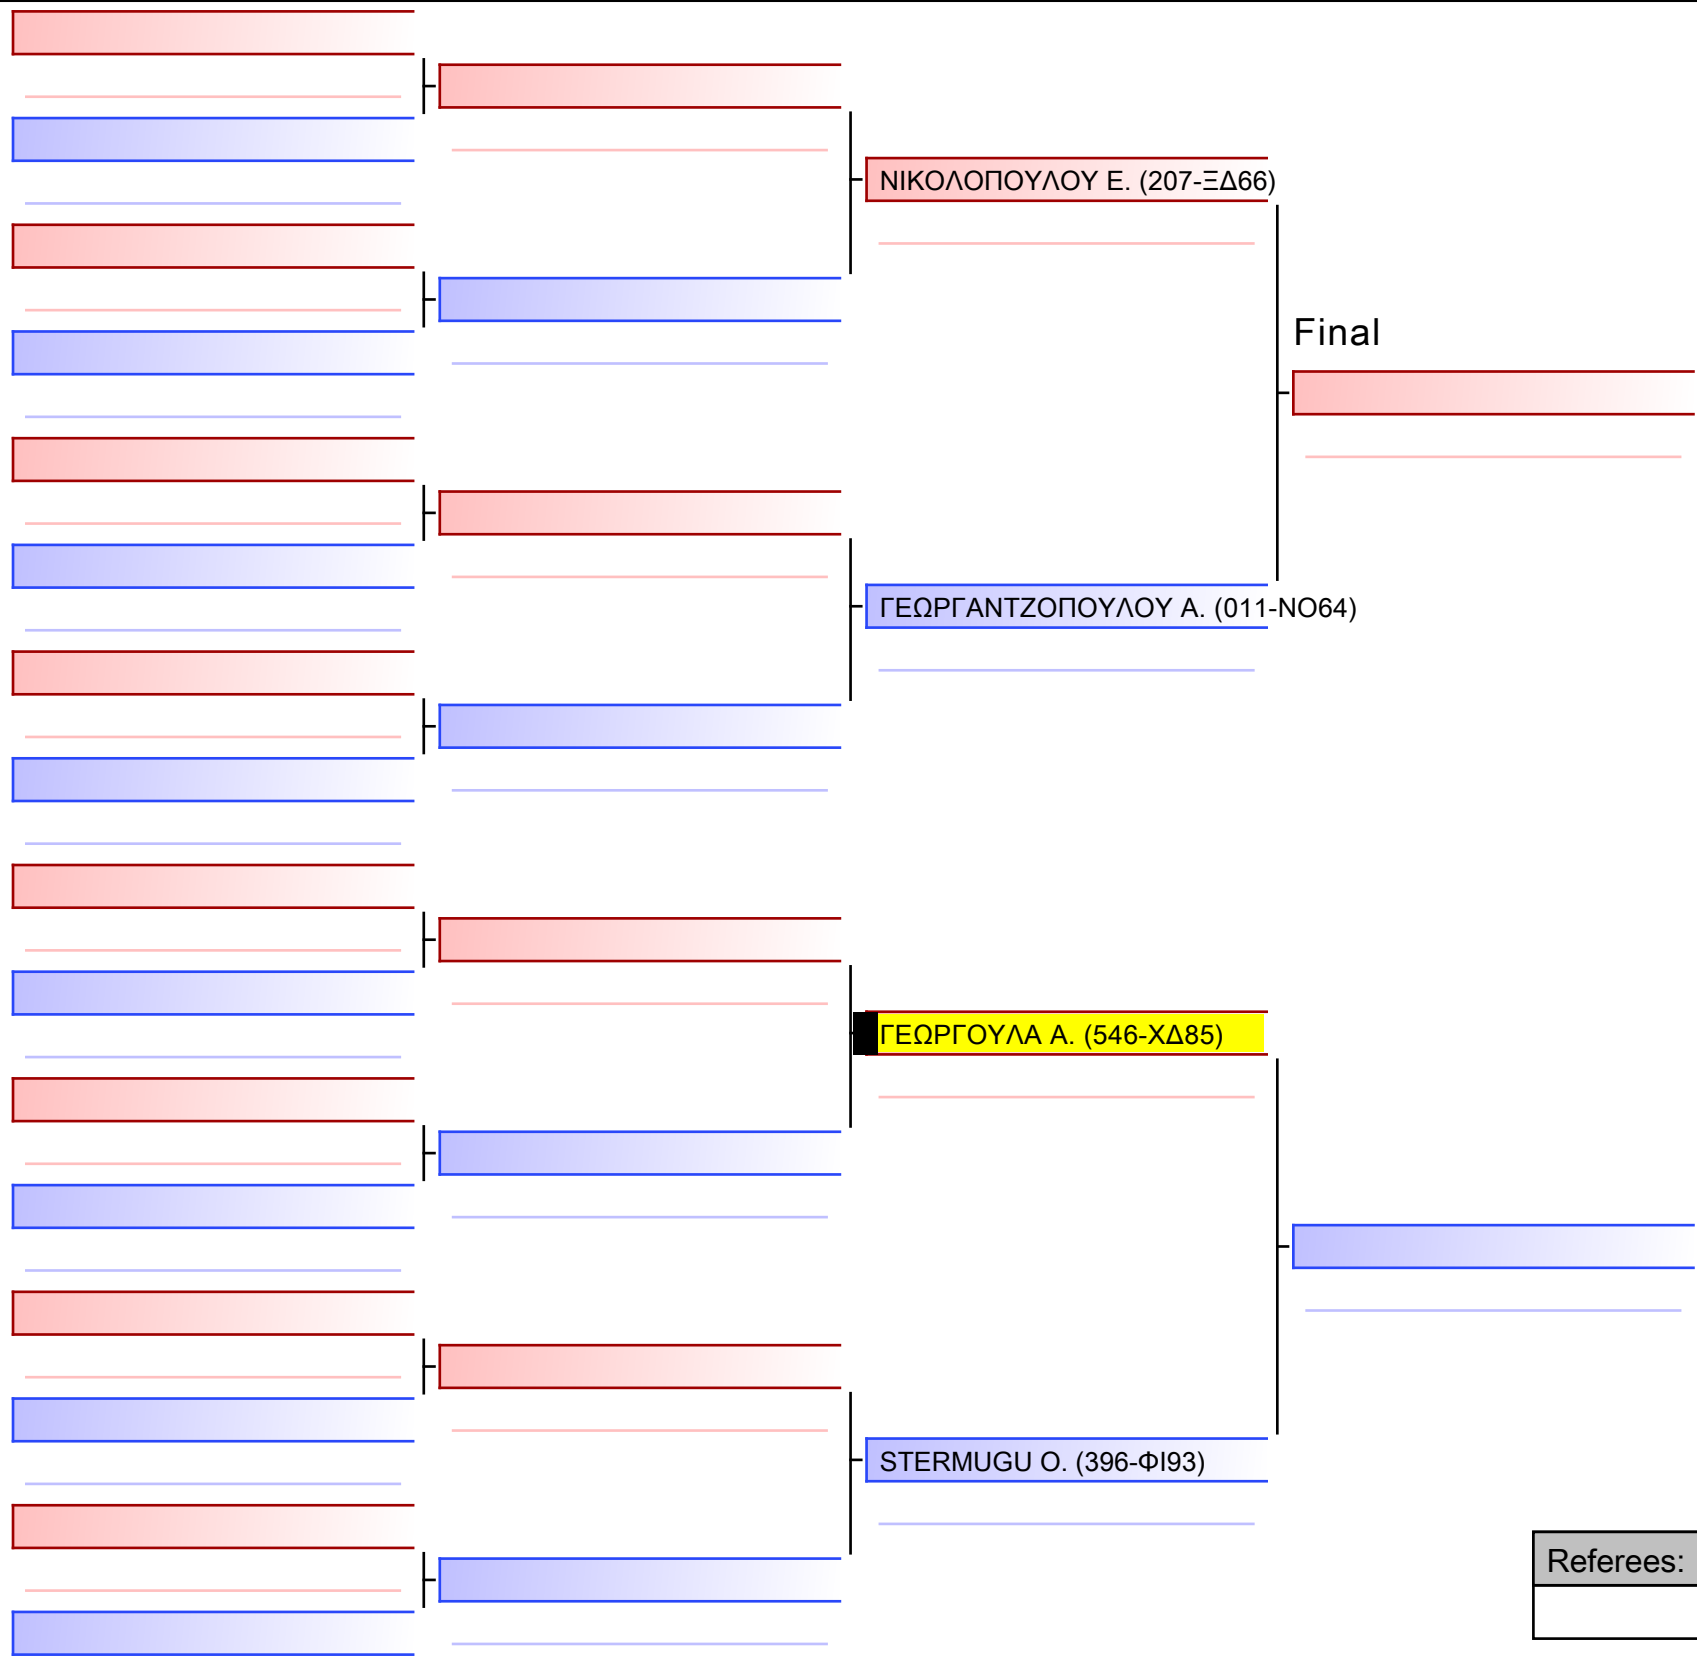 ΝΙΚΟΛΟΠΟΥΛΟΥ Ε. (207-ΞΔ66)
Final
ΓΕΩΡΓΑΝΤΖΟΠΟΥΛΟΥ Α. (011-ΝΟ64)
ΓΕΩΡΓΟΥΛΑ Α. (546-ΧΔ85)
STERMUGU O. (396-ΦΙ93)
Referees: